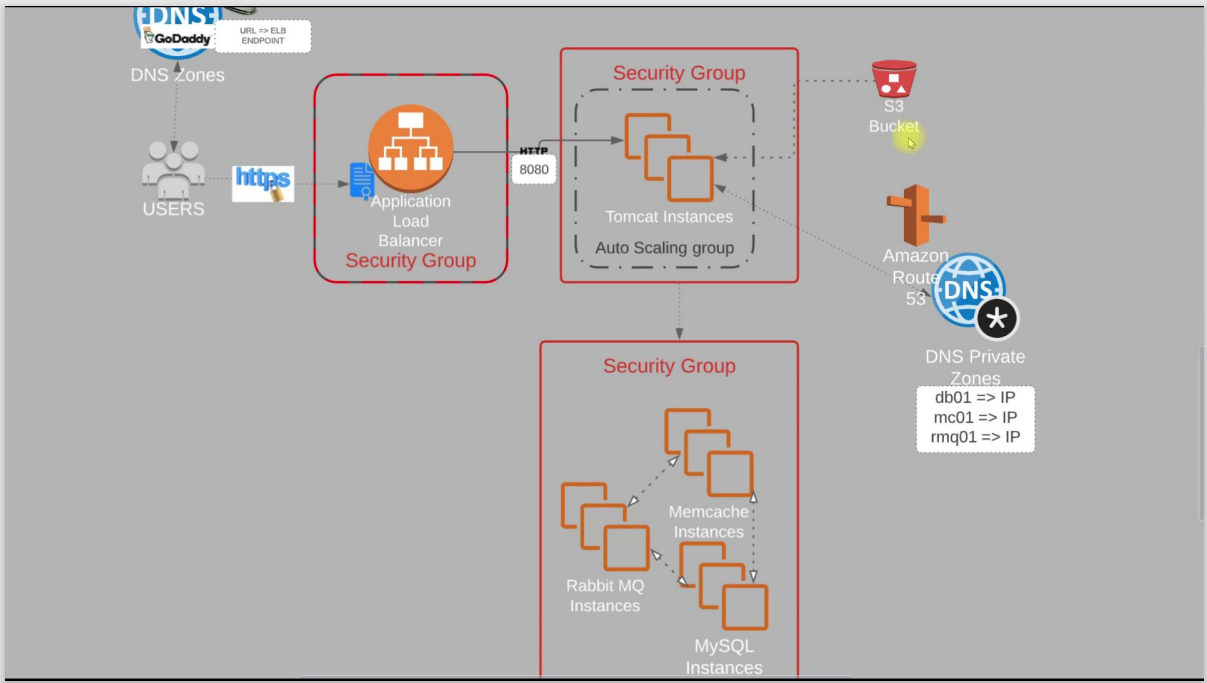 DNS
GoDaddy
URL => ELB
ENDPOINT
DNS Zones
USERS
https
Application
Load
Balancer
Security Group
HTTP
8080
Security Group
Tomcat Instances
Auto Scaling group
S3
Bucket
Amazon
Route
53
DNS
*
DNS Private
Zones
db01 => IP
mc01 => IP
rmq01 => IP
Security Group
Memcache
Instances
Rabbit MQ
Instances
MySQL
Instances